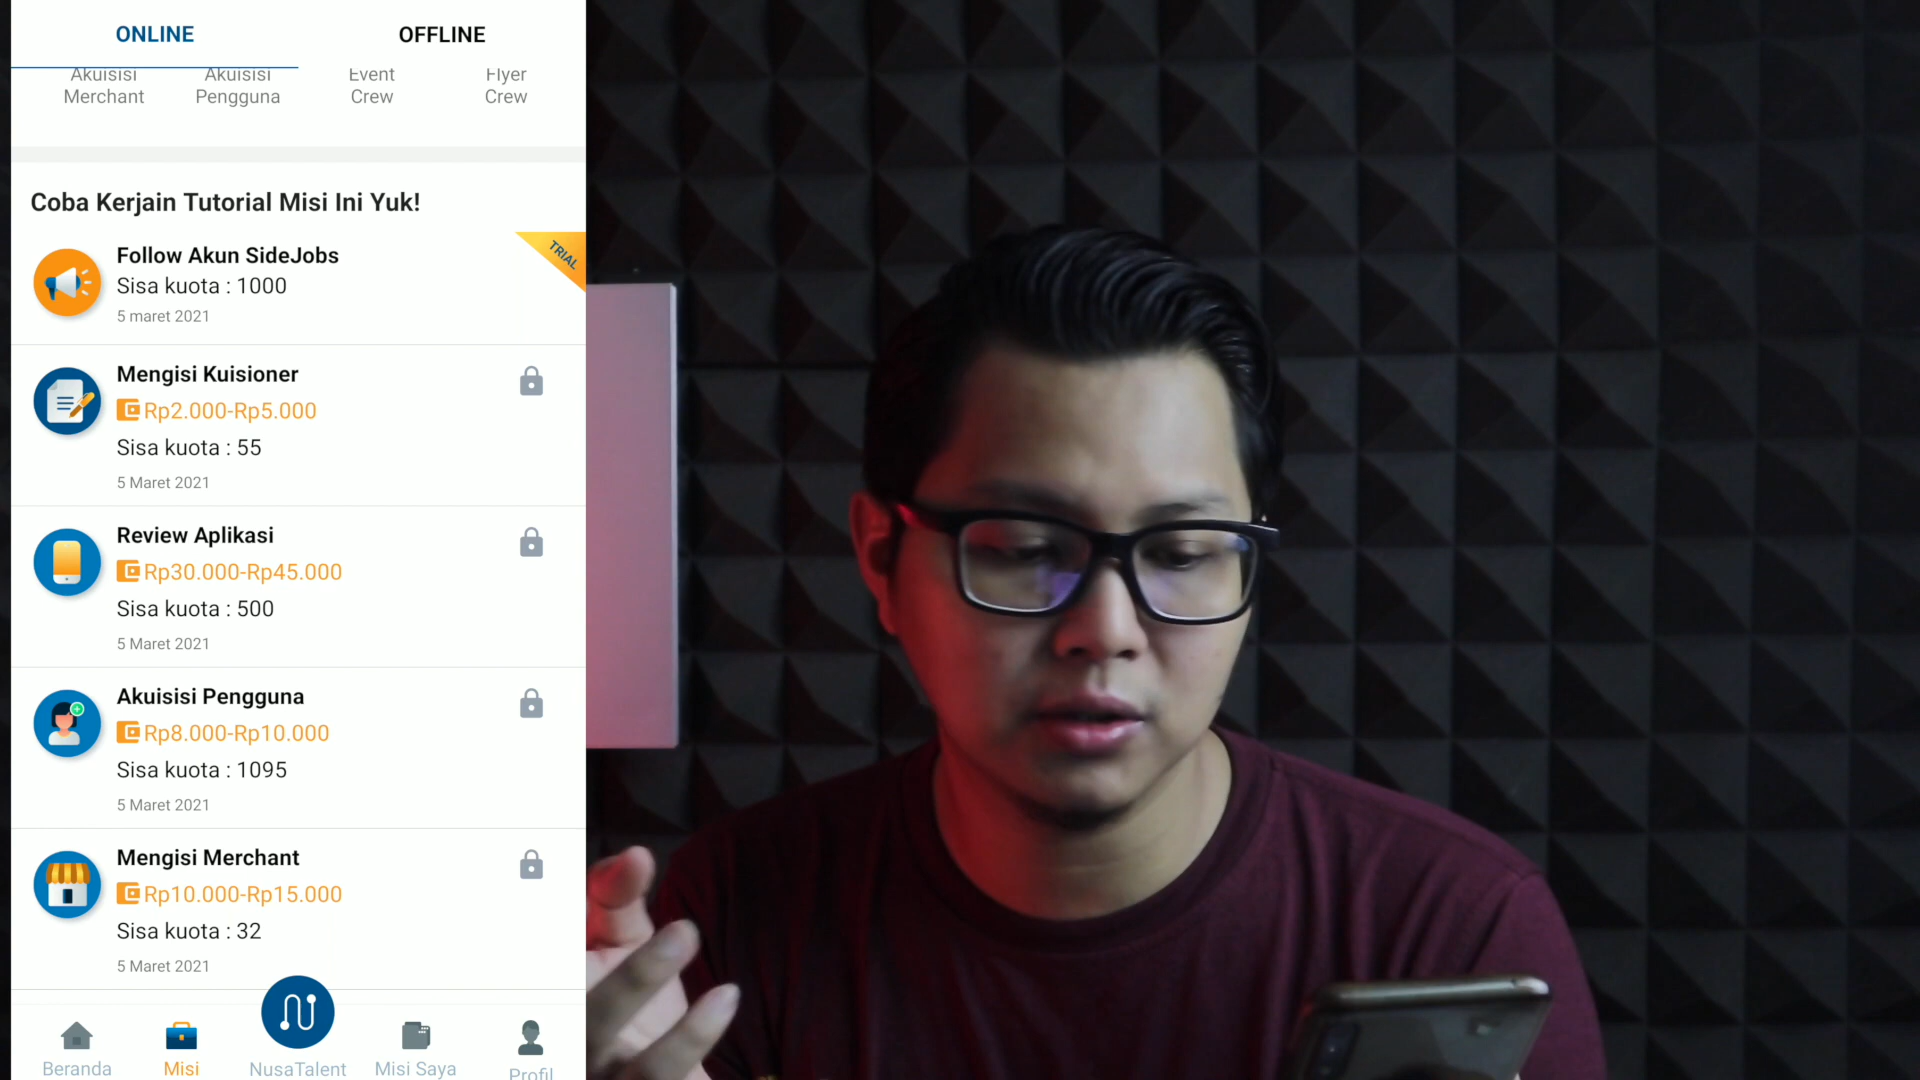 ONLINE
OFFLINE
Akuisisi
Merchant
Akuisisi
Pengguna
Event
Crew
Flyer
Crew
Coba Kerjain Tutorial Misi Ini Yuk!
TRIAL
Follow Akun SideJobs
Sisa kuota : 1000
5 maret 2021
Mengisi Kuisioner
Rp2.000-Rp5.000
Sisa kuota : 55
5 Maret 2021
Review Aplikasi
Rp30.000-Rp45.000
Sisa kuota : 500
5 Maret 2021
Akuisisi Pengguna
Rp8.000-Rp10.000
Sisa kuota : 1095
5 Maret 2021
Mengisi Merchant
Rp10.000-Rp15.000
Sisa kuota : 32
5 Maret 2021
Beranda
Misi
NusaTalent
Misi Saya
Profil